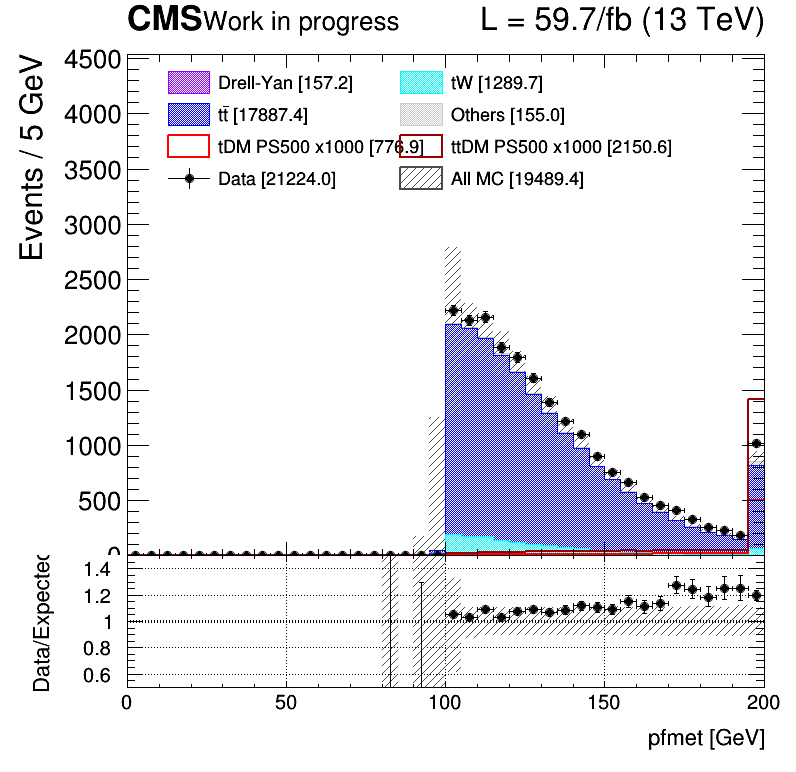 CMS Work in progress L = 59.7/fb (13 TeV)
Events / 5 GeV
4500
4000
3500
3000
2500
2000
1500
1000
500
0
Drell-Yan [157.2] tW [1289.7]
tt̄ [17887.4] Others [155.0]
tDM PS500 x1000 [776.9] ttDM PS500 x1000 [2150.6]
Data [21224.0] All MC [19489.4]
Data/Expected
1.4
1.2
1
0.8
0.6
0 50 100 150 200
pfmet [GeV]